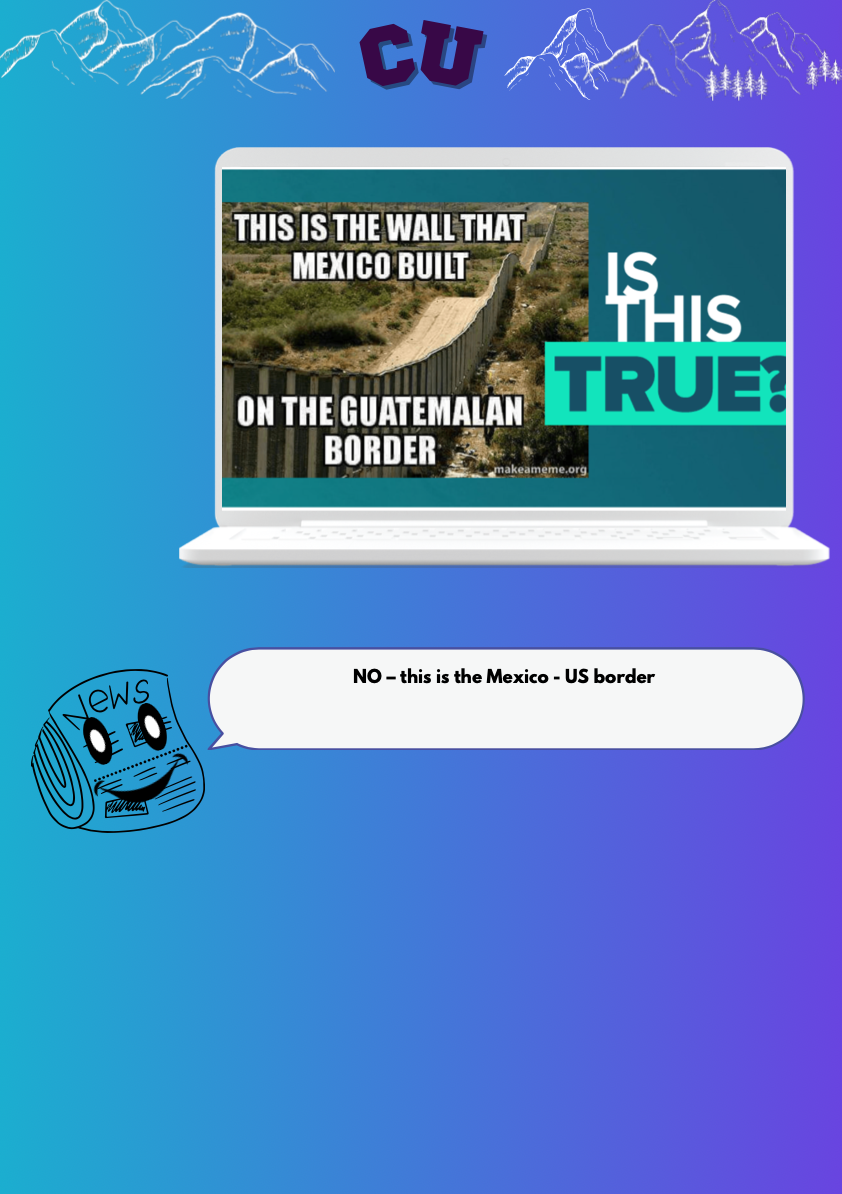 CU
THIS IS THE WALL THAT
MEXICO BUILT
ON THE GUATEMALAN
BORDER
makeameme.org
IS
THIS
TRUE?
NO – this is the Mexico - US border
News